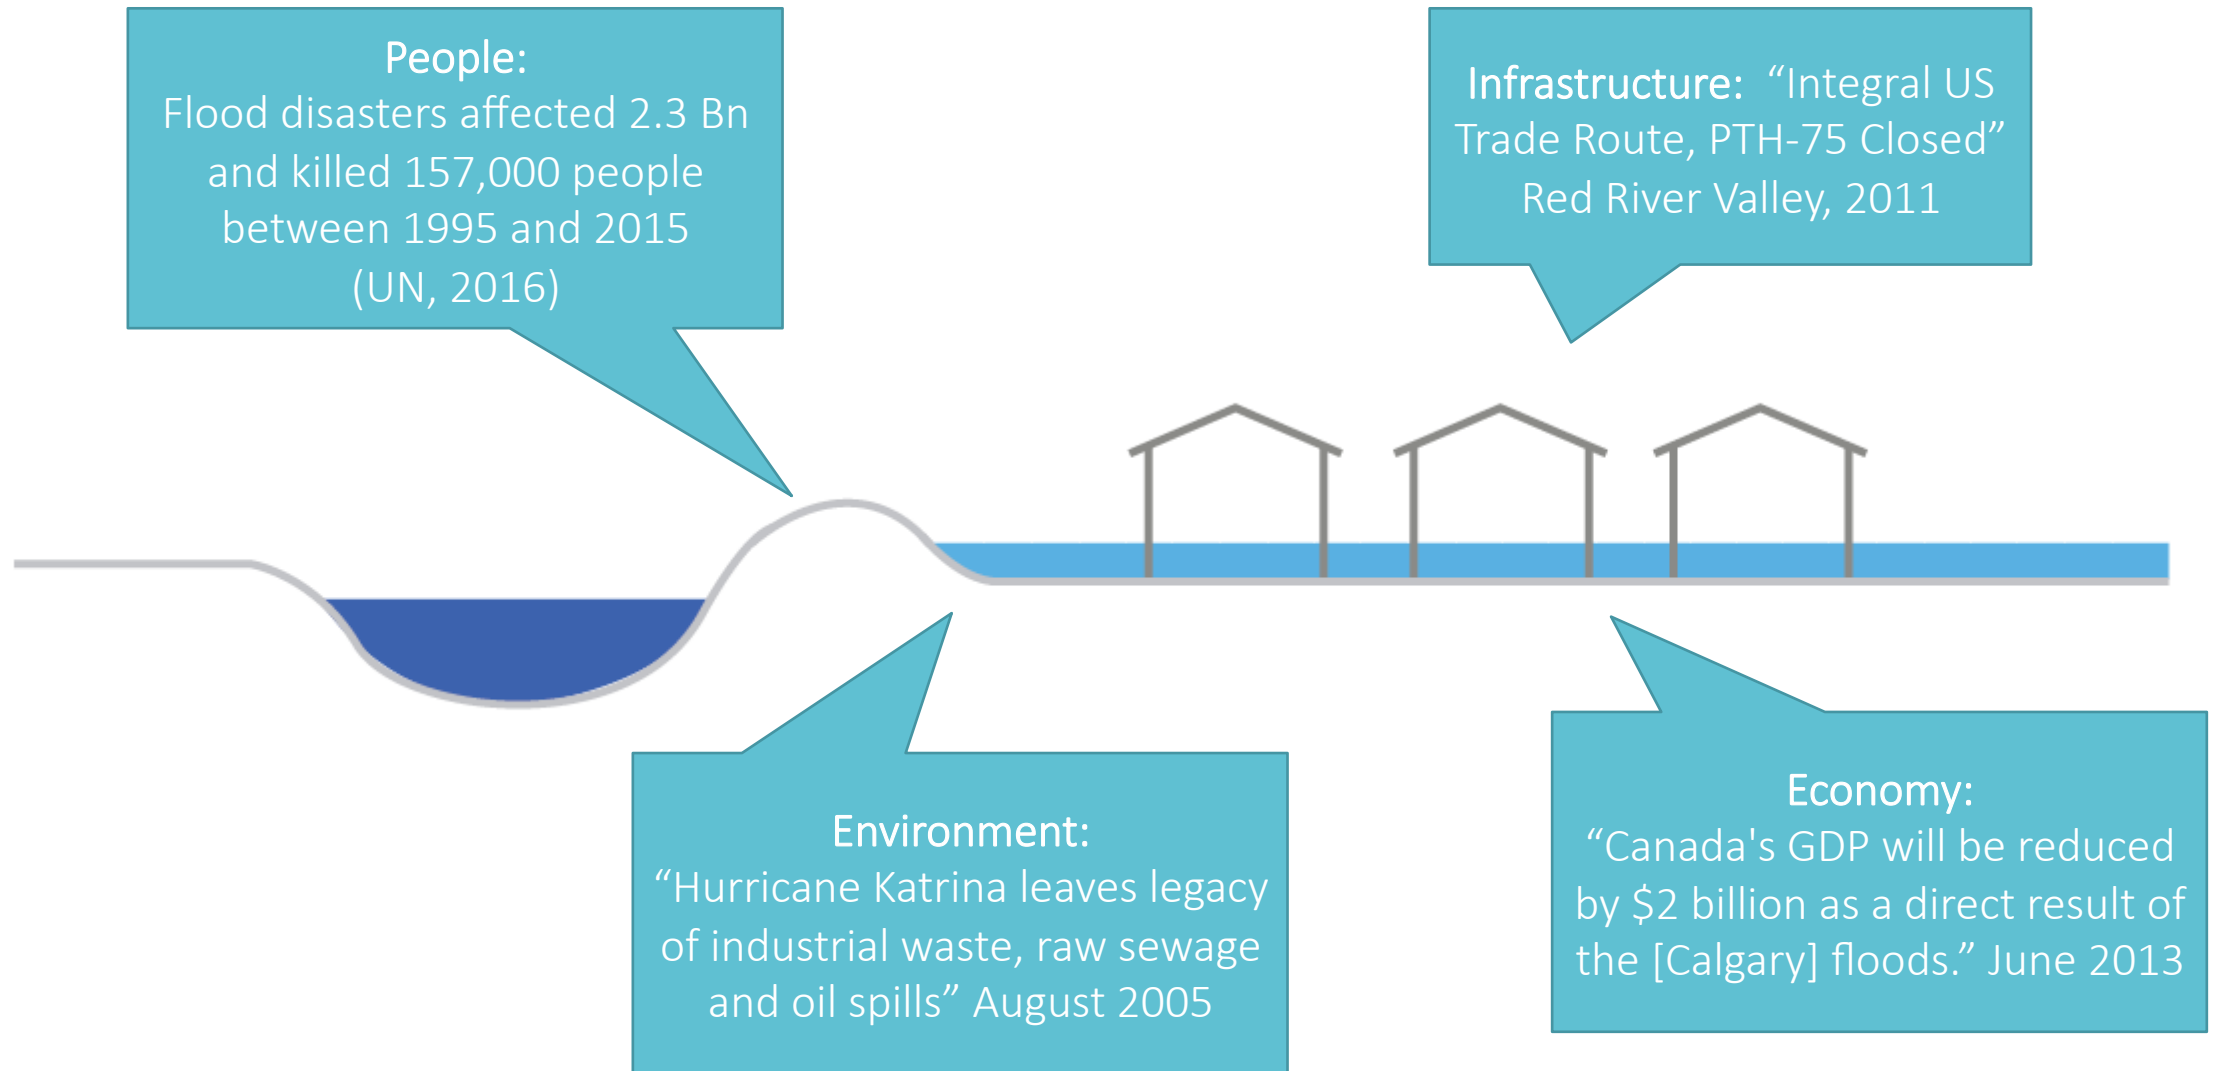 People:
Flood disasters affected 2.3 Bn
and killed 157,000 people
between 1995 and 2015
(UN, 2016)
Infrastructure:  “Integral US
Trade Route, PTH-75 Closed”
Red River Valley, 2011
Environment:
“Hurricane Katrina leaves legacy
of industrial waste, raw sewage
and oil spills” August 2005
Economy:
“Canada's GDP will be reduced
by $2 billion as a direct result of
the [Calgary] floods.” June 2013